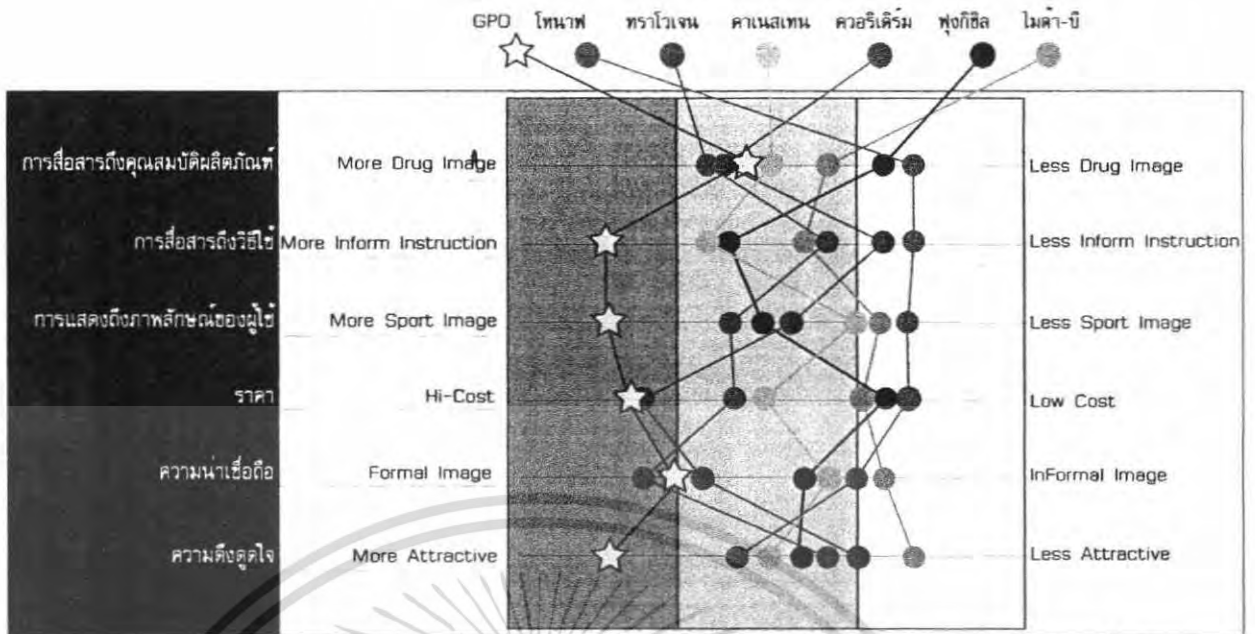 GPO โทนาฟ ทราโวเจน คาเนสเทน ควอริเดิร์ม ฟุงกิซิล ไมด้า-บี
การสื่อสารถึงคุณสมบัติผลิตภัณฑ์ More Drug Image Less Drug Image
การสื่อสารถึงวิธีใช้ More Inform Instruction Less Inform Instruction
การแสดงถึงภาพลักษณ์ของผู้ใช้ More Sport Image Less Sport Image
ราคา Hi-Cost Low Cost
ความน่าเชื่อถือ Formal Image InFormal Image
ความดึงดูดใจ More Attractive Less Attractive